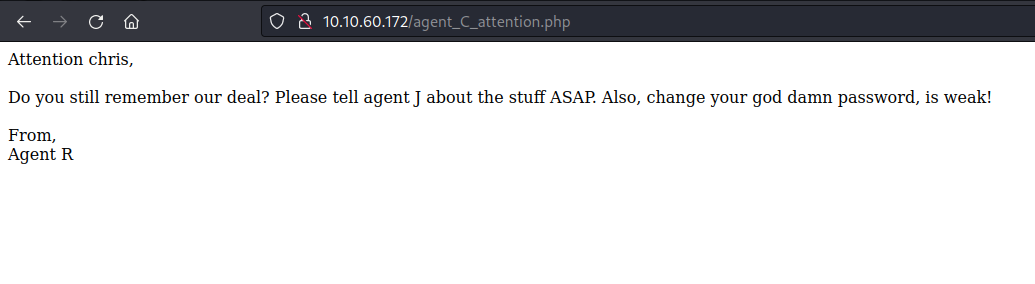 10.10.60.172/agent_C_attention.php
Attention chris,
Do you still remember our deal? Please tell agent J about the stuff ASAP. Also, change your god damn password, is weak!
From,
Agent R